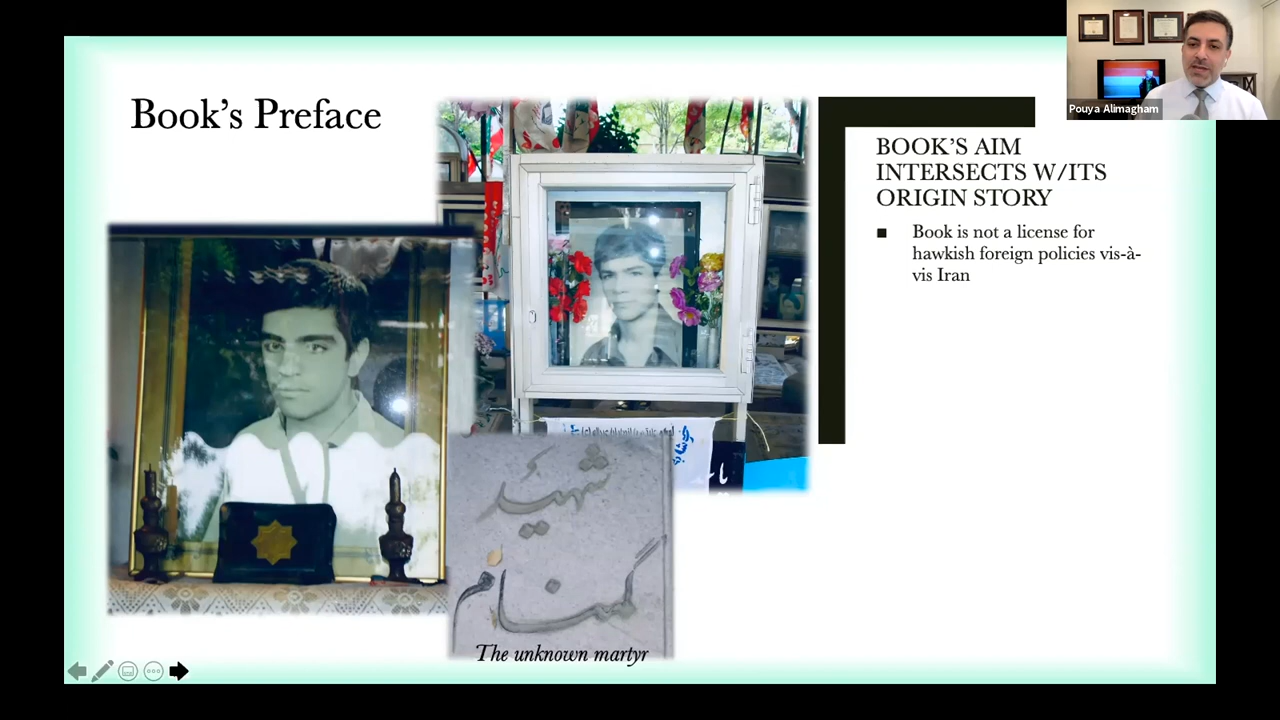 Book's Preface
Pouya Alimagham
BOOK'S AIM
INTERSECTS W/ITS
ORIGIN STORY
■ Book is not a license for
hawkish foreign policies vis-à-
vis Iran
شهید
گمنام
The unknown martyr